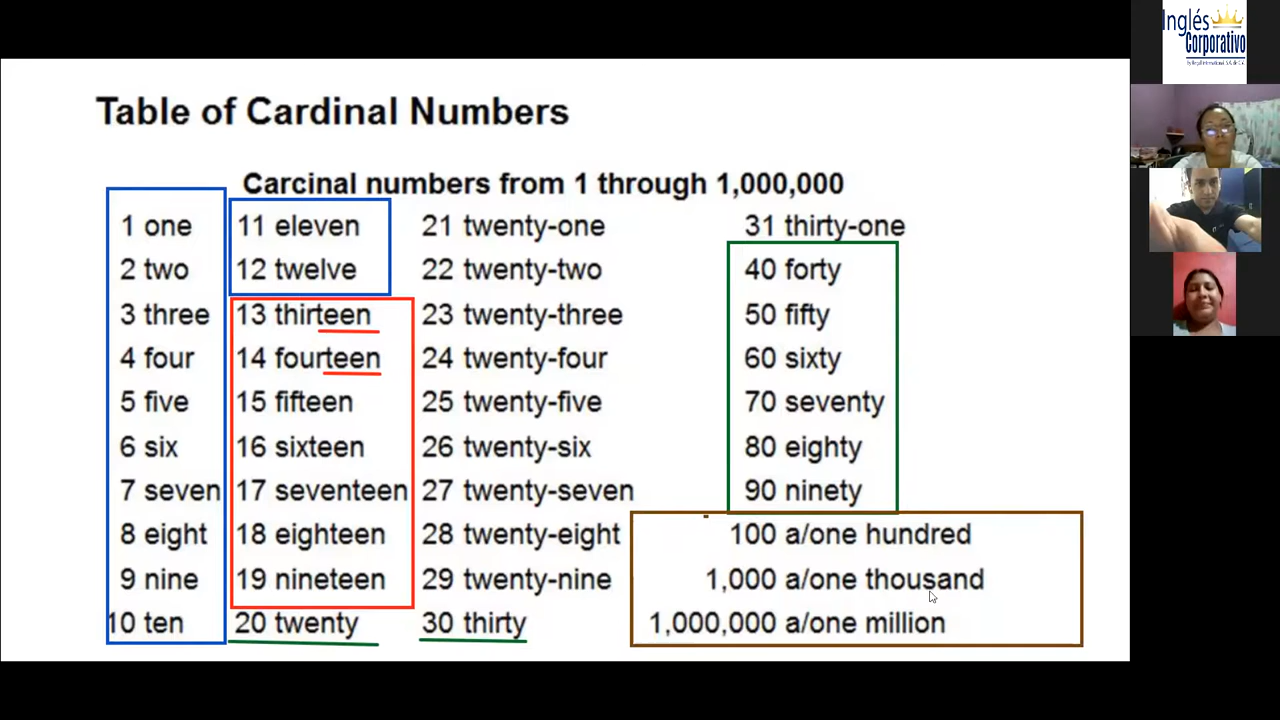 Table of Cardinal Numbers
Carcinal numbers from 1 through 1,000,000
1 one 11 eleven 21 twenty-one 31 thirty-one
2 two 12 twelve 22 twenty-two 40 forty
3 three 13 thirteen 23 twenty-three 50 fifty
4 four 14 fourteen 24 twenty-four 60 sixty
5 five 15 fifteen 25 twenty-five 70 seventy
6 six 16 sixteen 26 twenty-six 80 eighty
7 seven 17 seventeen 27 twenty-seven 90 ninety
8 eight 18 eighteen 28 twenty-eight 100 a/one hundred
9 nine 19 nineteen 29 twenty-nine 1,000 a/one thousand
10 ten 20 twenty 30 thirty 1,000,000 a/one million
Inglés
Corporativo